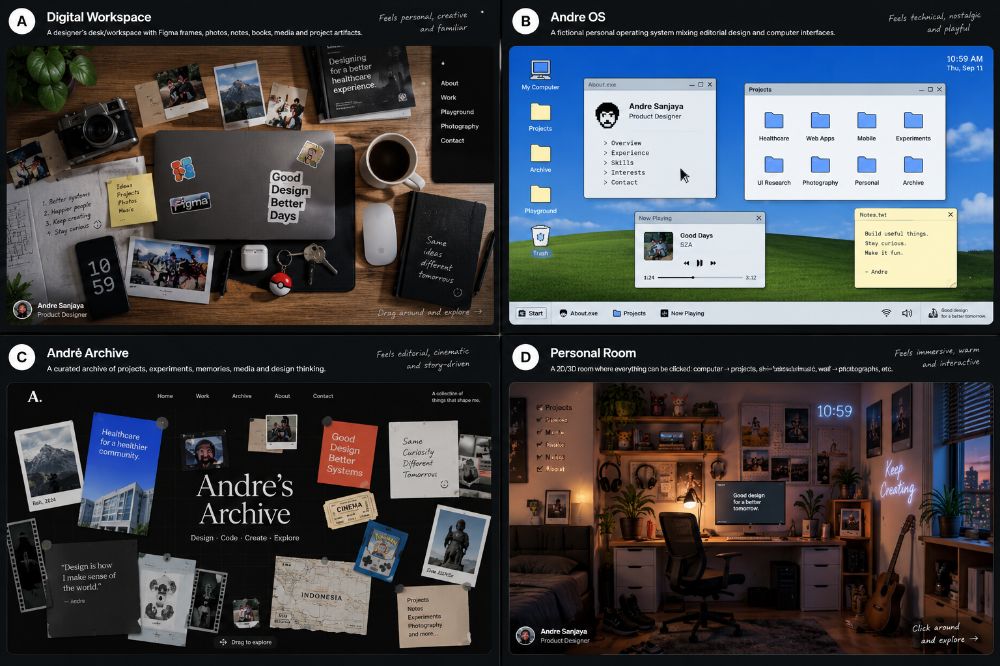 A
Digital Workspace
A designer's desk/workspace with Figma frames, photos, notes, bocks, media and project artifacts.
Feels personal, creative
and familiar
Designing
for a better
healthcare
experience.
About
Work
Playground
Photography
Contact
1. Better systems
2. Happier people
3. Keep creating
4. Stay curious
Ideas
Projects
Photos
Mosic
...
Figma
Good
Design
Better
Days
Same
ideas
different
tomorrows
10
59
Andre Sanjaya
Product Designer
Drag around and explore →
B
Andre OS
A fictional personal operating system mixing editorial design and computer interfaces.
Feels technical, nostalgic
and playful
10:59 AM
Thu, Sep 11
My Computer
Projects
Archive
Playground
Trash
About.exe
Andre Sanjaya
Product Designer
> Overview
> Experience
> Skills
> Interests
> Contact
Projects
Healthcare
Web Apps
Mobile
Experiments
UI Research
Photography
Personal
Archive
Now Playing
Good Days
SZA
1:24
3:12
Notes.tat
Build useful things.
Stay curious.
Make it fun.
– Andre
Start
About.exe
Projects
Now Playing
Good design
for a better tomorrow.
C
Andrė Archive
A curated archive of projects, experiments, memories, media and design thinking.
Feels editorial, cinematic
and story-driven
A.
Home
Work
Archive
About
Contact
A collection of
things that shape me.
Bali, 2024
Healthcare
for a healthier
community.
Good
Design
Better
Systems
Same
Curiosity
Different
Andre's
Archive
Design · Code · Create · Explore
CINEMA
"Design is how
I make sense of
the world."
— Andre
INDONESIA
Projects
Notes
Experiments
Photography
and more...
Drag to explore
D
Personal Room
A 2D/3D room where everything can be clicked: computer → projects, wall → photographs, etc.
Feels immersive, warm
and interactive
Projects
Notes
About
10:59
Good design
for a better
tomorrow.
Keep
Creating
Andre Sanjaya
Product Designer
Click around
and explore →